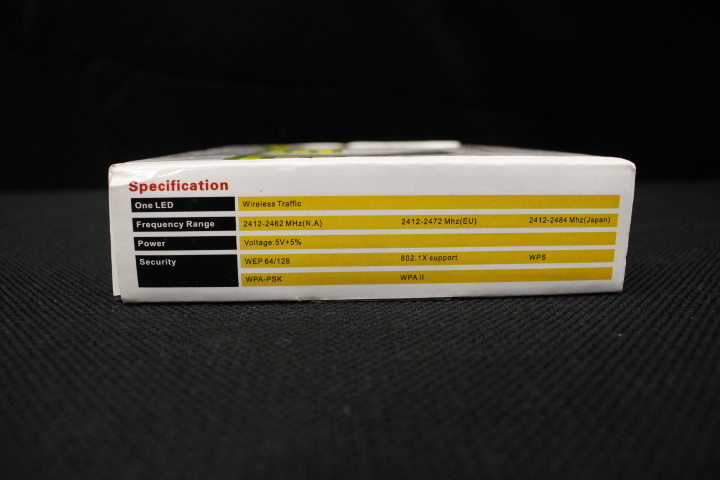 Specification
One LED Wireless Traffic
Frequency Range 2412-2462 MHz(N.A) 2412-2472 Mhz(EU) 2412-2484 Mhz(Japan)
Power Voltage:5V+5%
Security WEP 64/128 802.1X support WPS
WPA-PSK WPA II